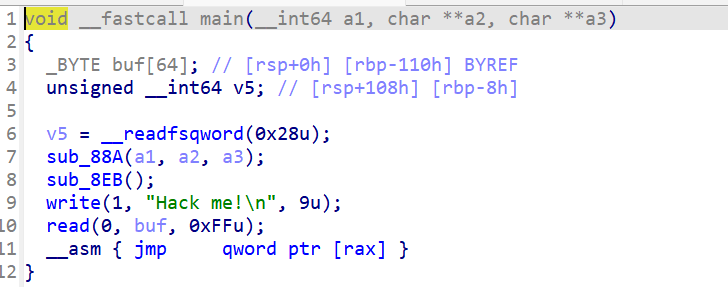 1 void __fastcall main(__int64 a1, char **a2, char **a3)
2 {
3   _BYTE buf[64]; // [rsp+0h] [rbp-110h] BYREF
4   unsigned __int64 v5; // [rsp+108h] [rbp-8h]
5
6   v5 = __readfsqword(0x28u);
7   sub_88A(a1, a2, a3);
8   sub_8EB();
9   write(1, "Hack me!\n", 9u);
10   read(0, buf, 0xFFu);
11   __asm { jmp     qword ptr [rax] }
12 }